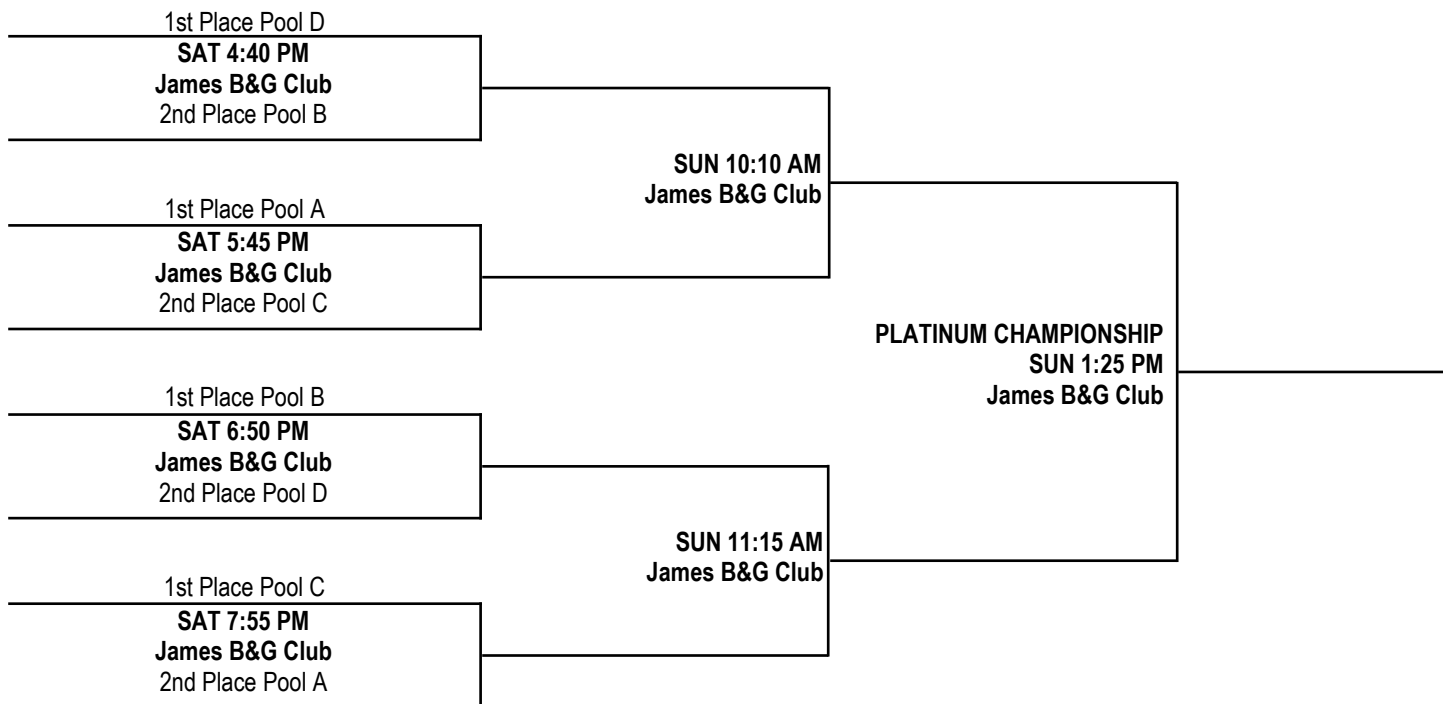 1st Place Pool D
SAT 4:40 PM
James B&G Club
2nd Place Pool B
SUN 10:10 AM
James B&G Club
1st Place Pool A
SAT 5:45 PM
James B&G Club
2nd Place Pool C
PLATINUM CHAMPIONSHIP
SUN 1:25 PM
James B&G Club
1st Place Pool B
SAT 6:50 PM
James B&G Club
2nd Place Pool D
SUN 11:15 AM
James B&G Club
1st Place Pool C
SAT 7:55 PM
James B&G Club
2nd Place Pool A